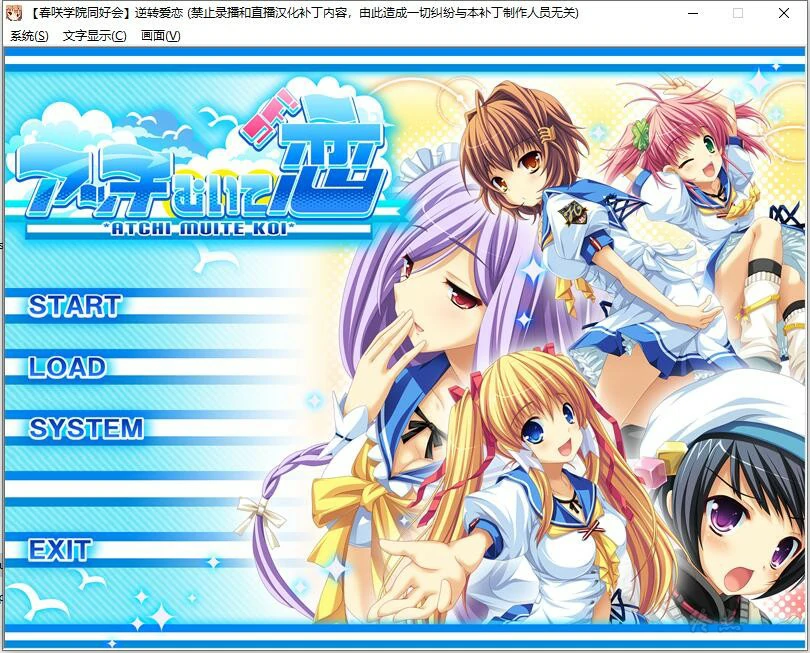 【春咲学院同好会】逆转爱恋 (禁止录播和直播汉化补丁内容，由此造成一切纠纷与本补丁制作人员无关)
系统(S) 文字显示(C) 画面(V)
アッチむいて恋
*ATCHI MUITE KOI*
START
LOAD
SYSTEM
EXIT